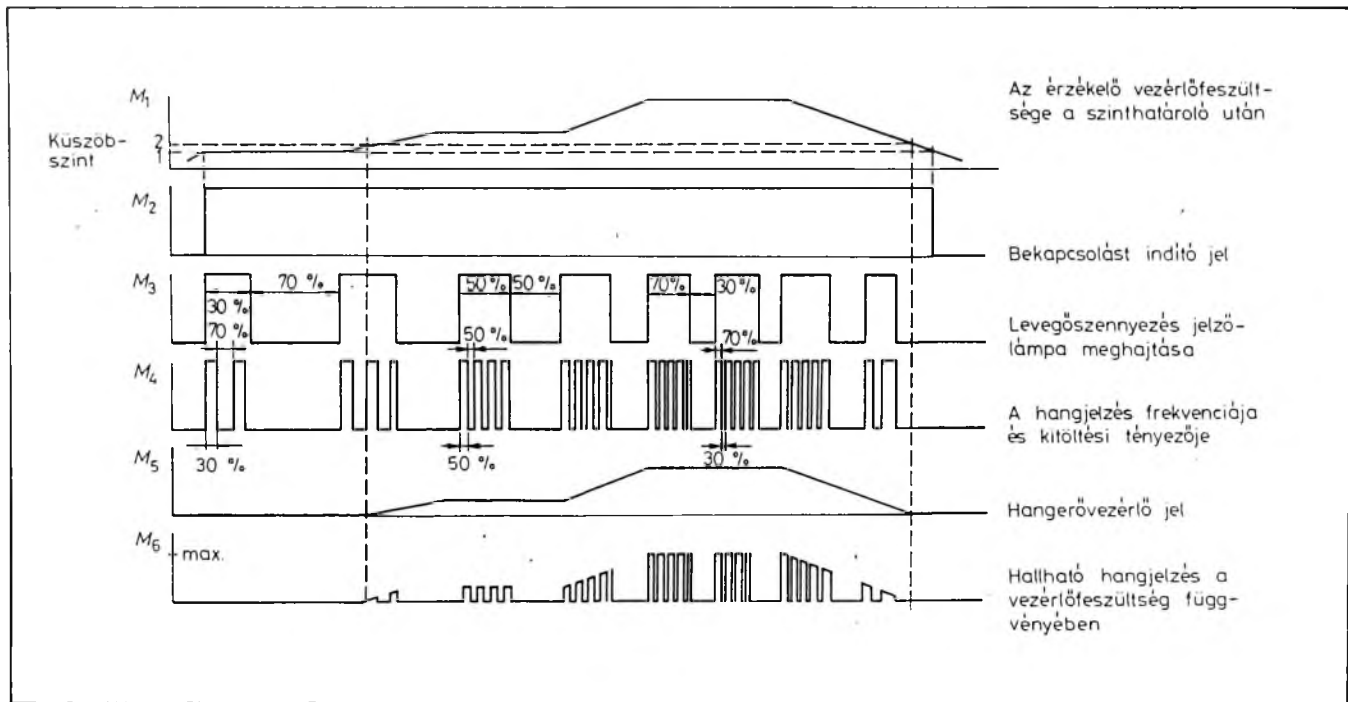 M1
Az érzékelő vezérlőfeszült-
sége a szinthatároló után
Küszöb-
szint
2
1
M2
Bekapcsolást indító jel
M3
70 %
50% 50 %
70%
30 %
30 %
70 %
50 %
70%
Levegőszennyezés jelző-
lámpa meghajtása
M4
A hangjelzés frekvenciája
és kitöltési tényezője
30 %
50 %
30 %
M5
Hangerővezérlő jel
M6
max.
Hallható hangjelzés a
vezérlőfeszültség függ-
vényében